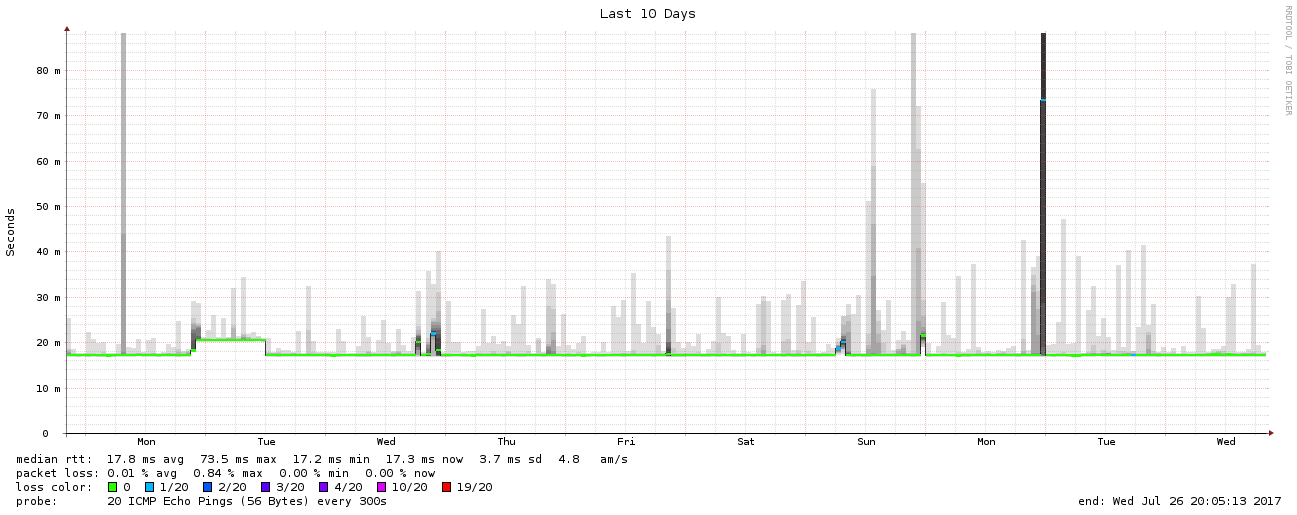 Last 10 Days
RRDTOOL / TOBI OETIKER
Seconds
80 m
70 m
60 m
50 m
40 m
30 m
20 m
10 m
0
Mon Tue Wed Thu Fri Sat Sun Mon Tue Wed
median rtt: 17.8 ms avg 73.5 ms max 17.2 ms min 17.3 ms now 3.7 ms sd 4.8 am/s
packet loss: 0.01 % avg 0.84 % max 0.00 % min 0.00 % now
loss color: 0 1/20 2/20 3/20 4/20 10/20 19/20
probe: 20 ICMP Echo Pings (56 Bytes) every 300s end: Wed Jul 26 20:05:13 2017